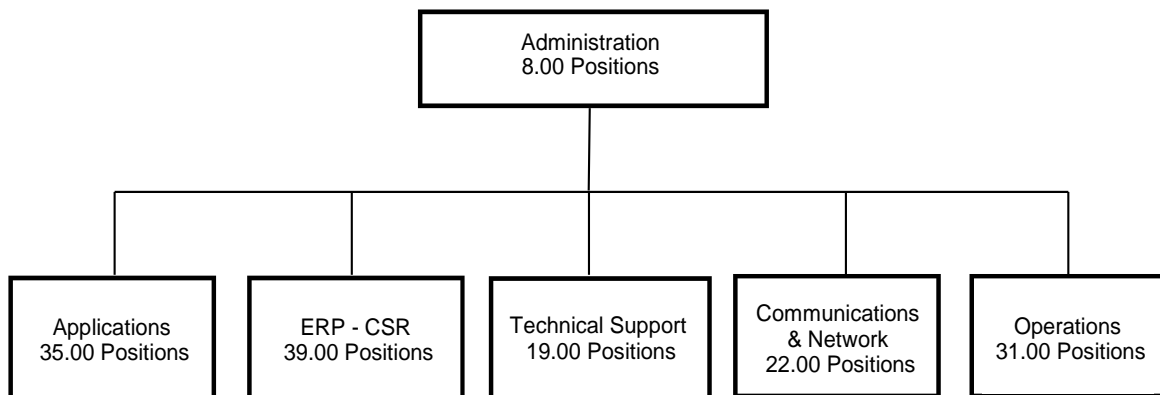 Administration
8.00 Positions
Applications
35.00 Positions
ERP - CSR
39.00 Positions
Technical Support
19.00 Positions
Communications
& Network
22.00 Positions
Operations
31.00 Positions